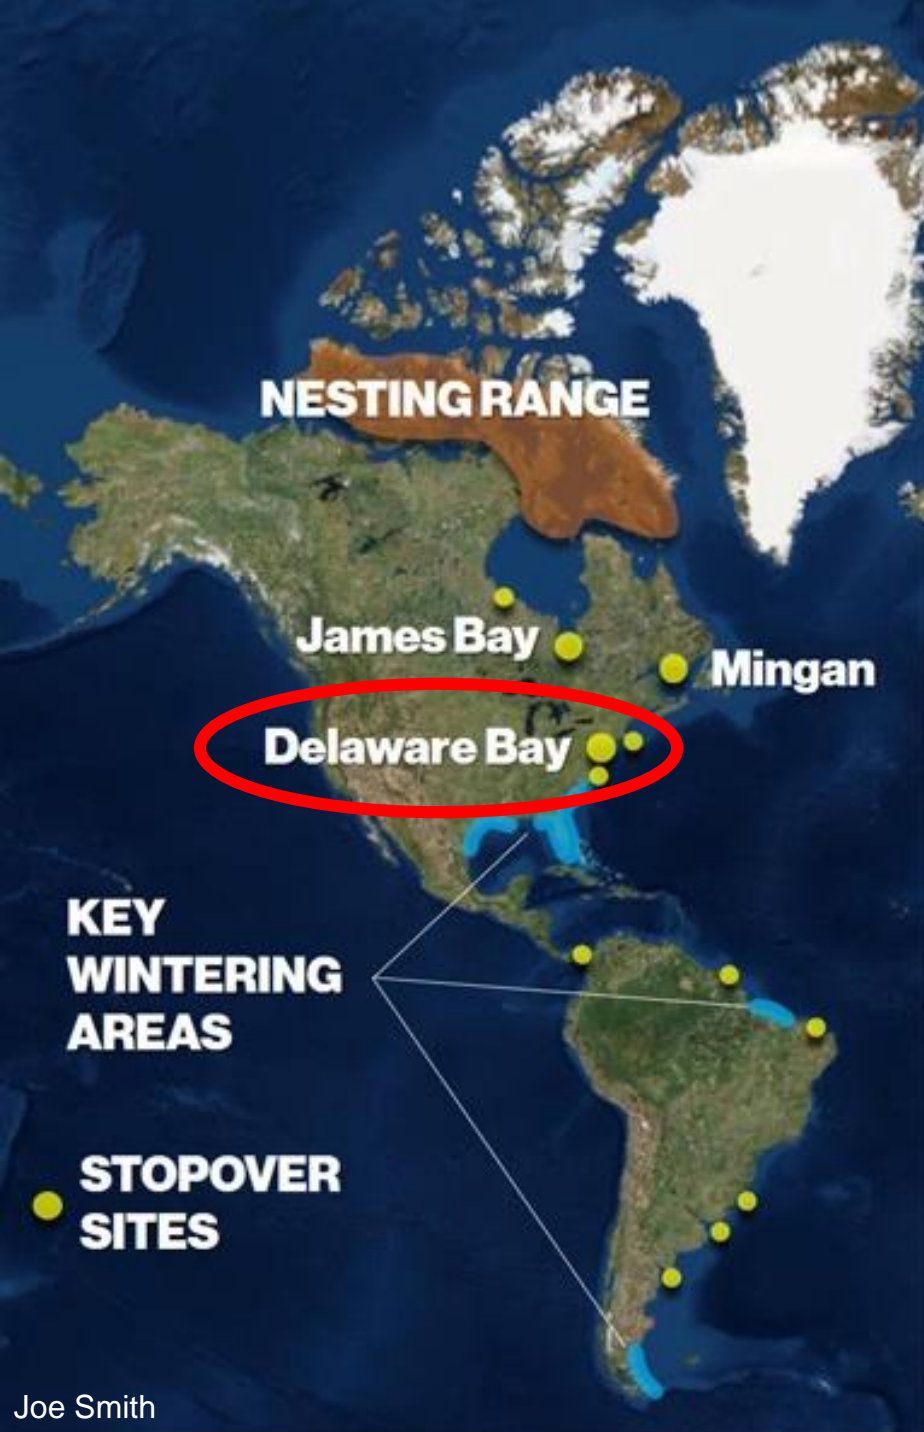 NESTING RANGE
James Bay
Mingan
Delaware Bay
KEY
WINTERING
AREAS
STOPOVER
SITES
Joe Smith